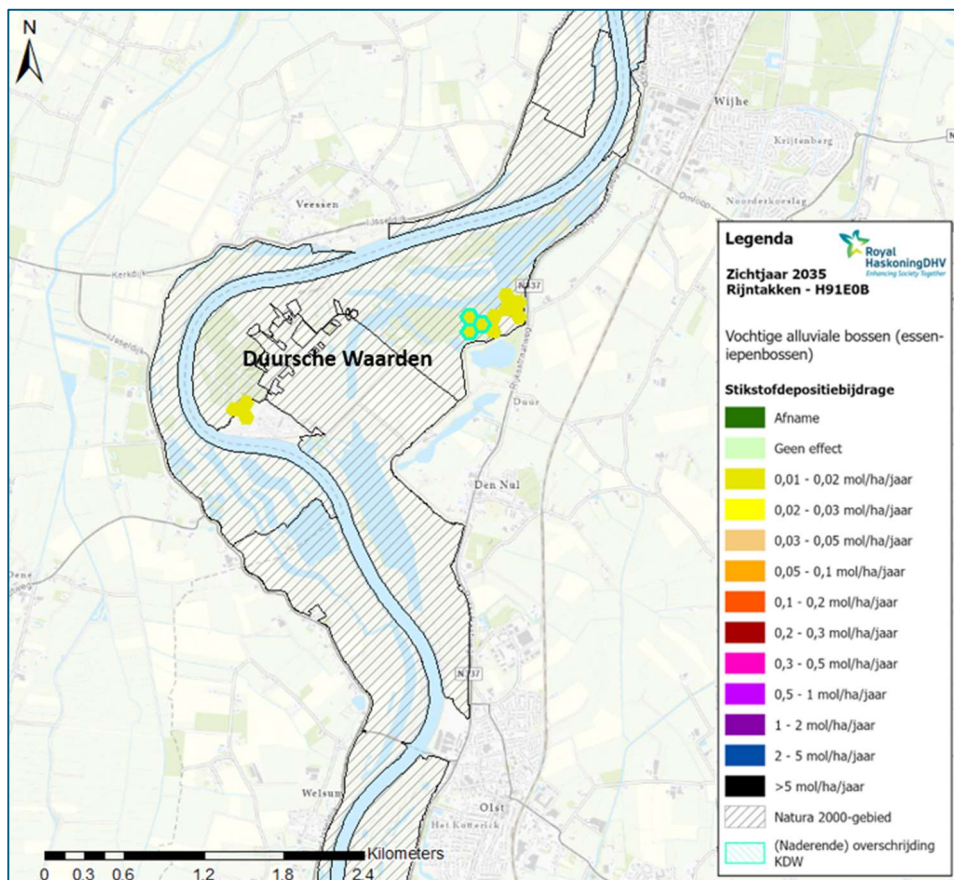 N
Wijhe
Krijtenberg
Noorderkoeslag
Omloop
Veessen
IJsseldijk
Kerkdijk
IJsseldijk
N337
Rijksstraatweg
Duursche Waarden
Duur
Den Nul
Dene
N337
Welsum
Olst
Het Kotterick
Kilometers
0 0.3 0.6 1.2 1.8 2.4
Legenda
Royal
HaskoningDHV
Enhancing Society Together
Zichtjaar 2035
Rijntakken - H91E0B
Vochtige alluviale bossen (essen-
iepenbossen)
Stikstofdepositiebijdrage
Afname
Geen effect
0,01 - 0,02 mol/ha/jaar
0,02 - 0,03 mol/ha/jaar
0,03 - 0,05 mol/ha/jaar
0,05 - 0,1 mol/ha/jaar
0,1 - 0,2 mol/ha/jaar
0,2 - 0,3 mol/ha/jaar
0,3 - 0,5 mol/ha/jaar
0,5 - 1 mol/ha/jaar
1 - 2 mol/ha/jaar
2 - 5 mol/ha/jaar
>5 mol/ha/jaar
Natura 2000-gebied
(Naderende) overschrijding
KDW